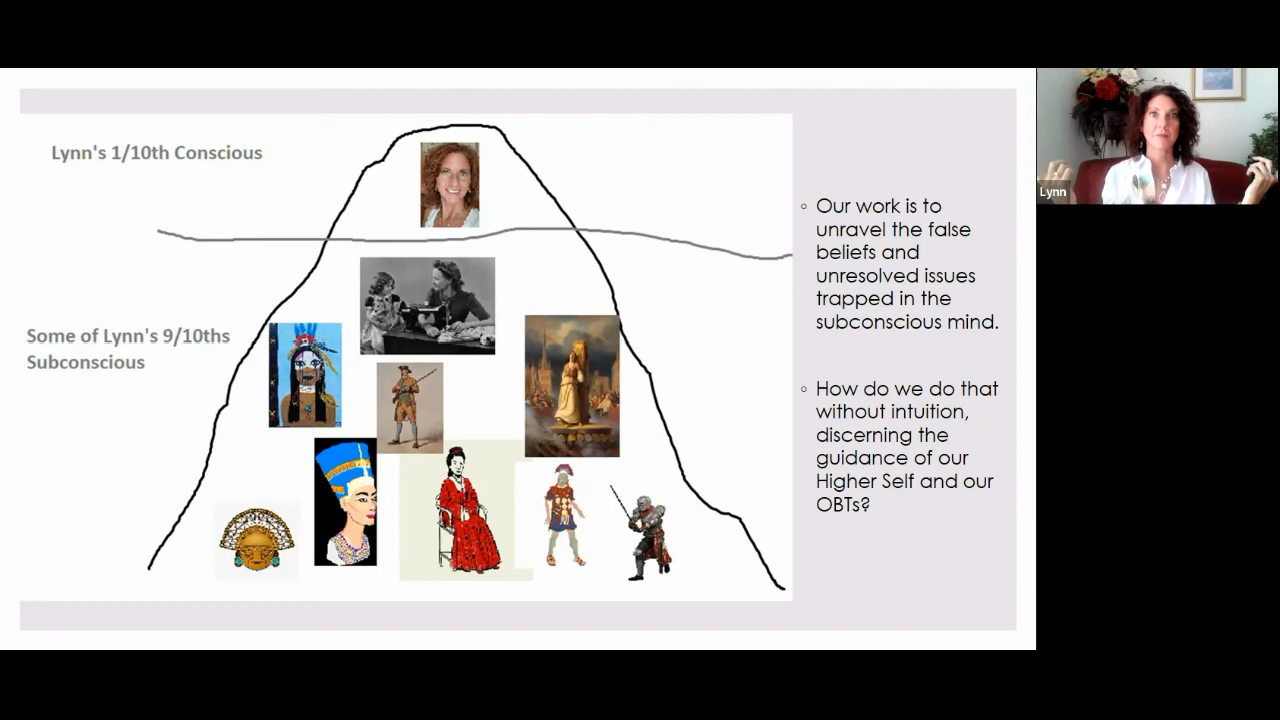 Lynn's 1/10th Conscious
Some of Lynn's 9/10ths
Subconscious
◦ Our work is to
unravel the false
beliefs and
unresolved issues
trapped in the
subconscious mind.
◦ How do we do that
without intuition,
discerning the
guidance of our
Higher Self and our
OBTs?
Lynn